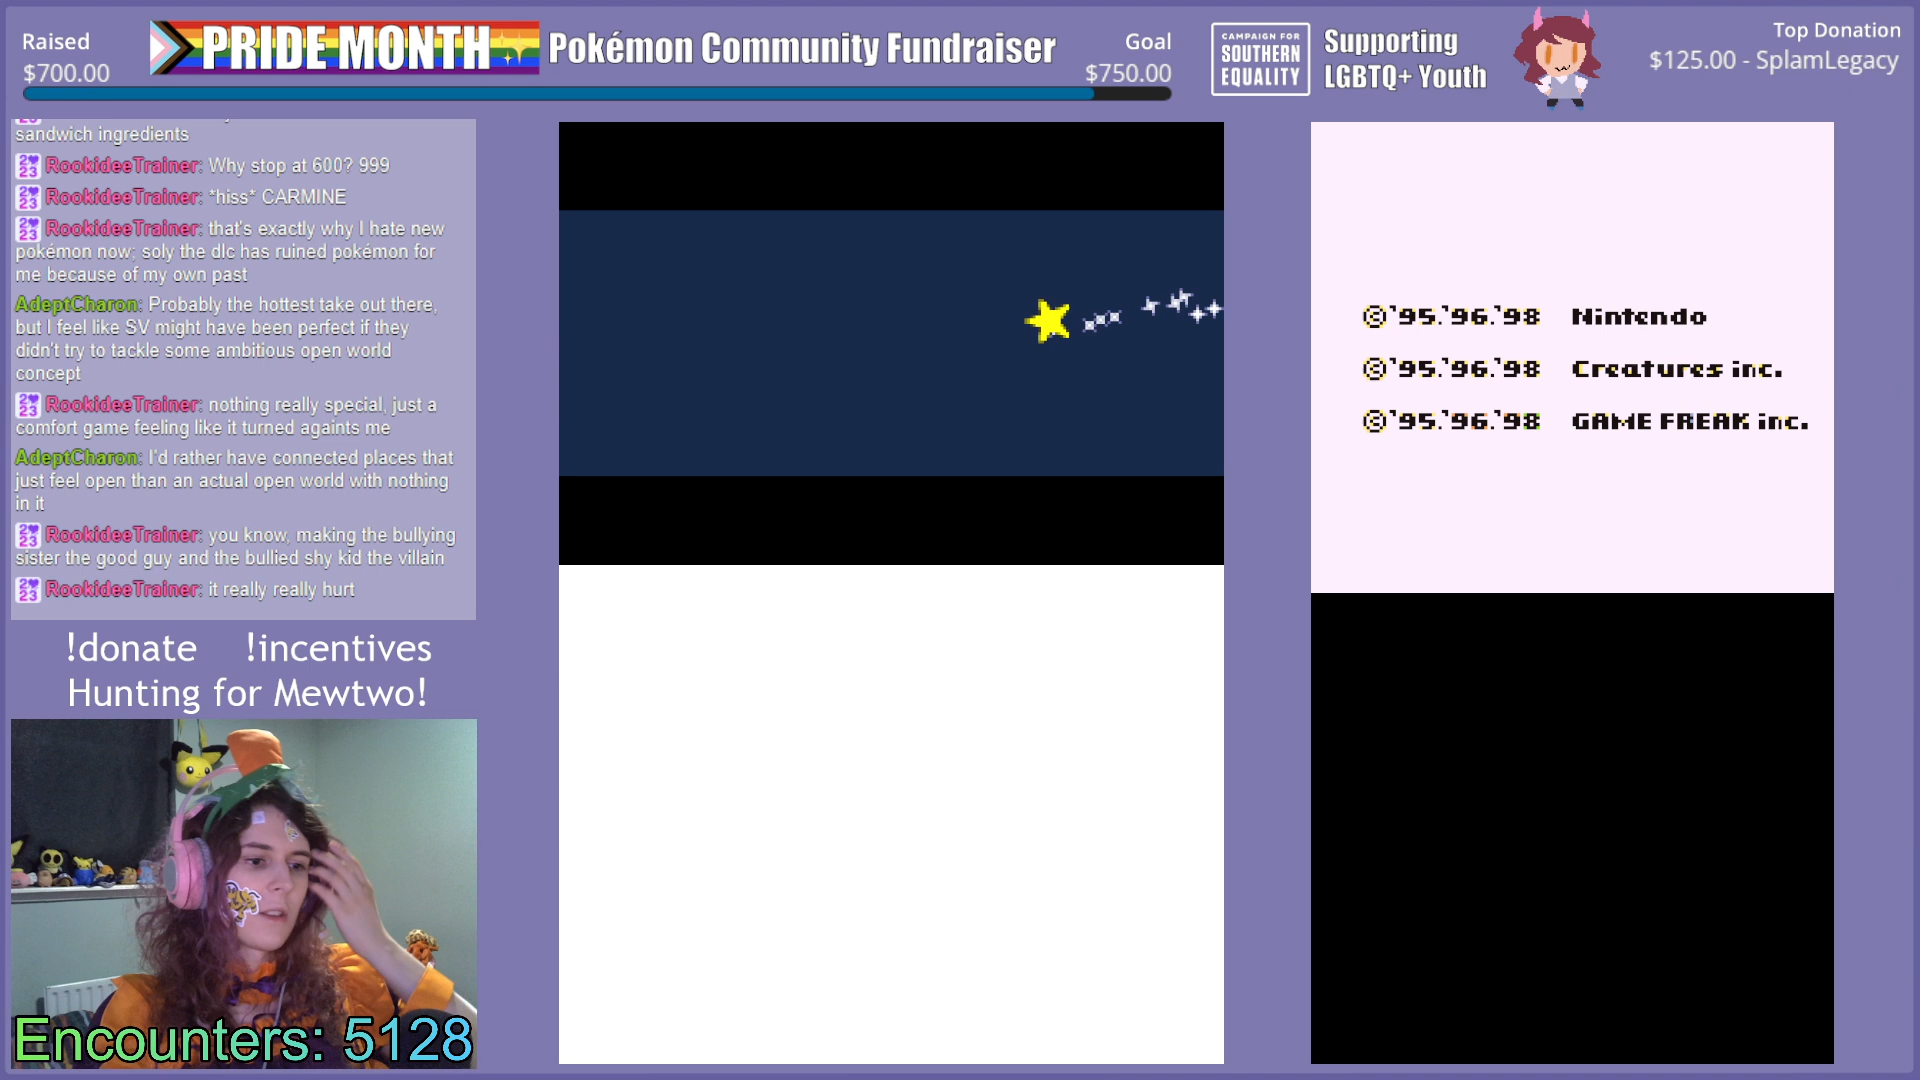 Raised
$700.00
PRIDE MONTH Pokémon Community Fundraiser
Goal
$750.00
CAMPAIGN FOR
SOUTHERN
EQUALITY
Supporting
LGBTQ+ Youth
Top Donation
$125.00 - SplamLegacy
sandwich ingredients
RookideeTrainer: Why stop at 600? 999
RookideeTrainer: *hiss* CARMINE
RookideeTrainer: that's exactly why I hate new
pokémon now; soly the dlc has ruined pokémon for
me because of my own past
AdeptCharon: Probably the hottest take out there,
but I feel like SV might have been perfect if they
didn't try to tackle some ambitious open world
concept
RookideeTrainer: nothing really special, just a
comfort game feeling like it turned againts me
AdeptCharon: I'd rather have connected places that
just feel open than an actual open world with nothing
in it
RookideeTrainer: you know, making the bullying
sister the good guy and the bullied shy kid the villain
RookideeTrainer: it really really hurt
!donate !incentives
Hunting for Mewtwo!
Encounters: 5128
©'95.'96.'98 Nintendo
©'95.'96.'98 Creatures inc.
©'95.'96.'98 GAME FREAK inc.